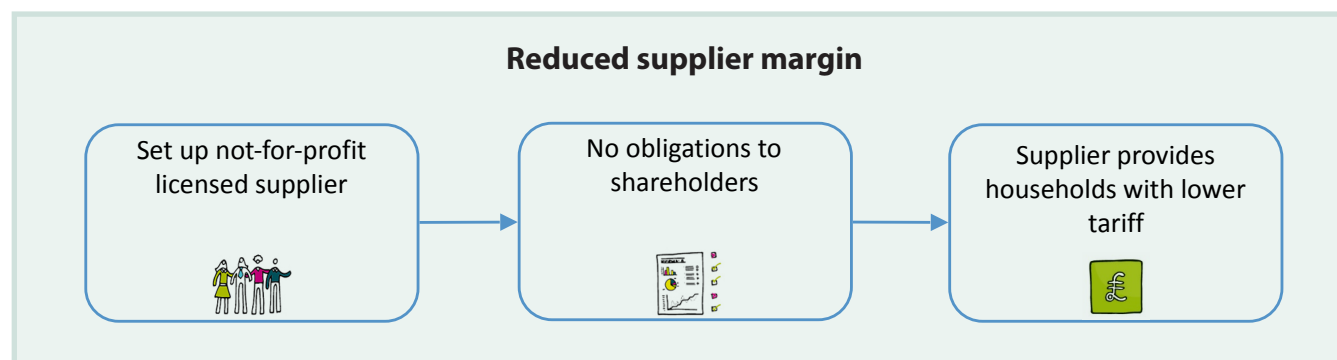 Reduced supplier margin
Set up not-for-profit
licensed supplier
No obligations to
shareholders
Supplier provides
households with lower
tariff
£